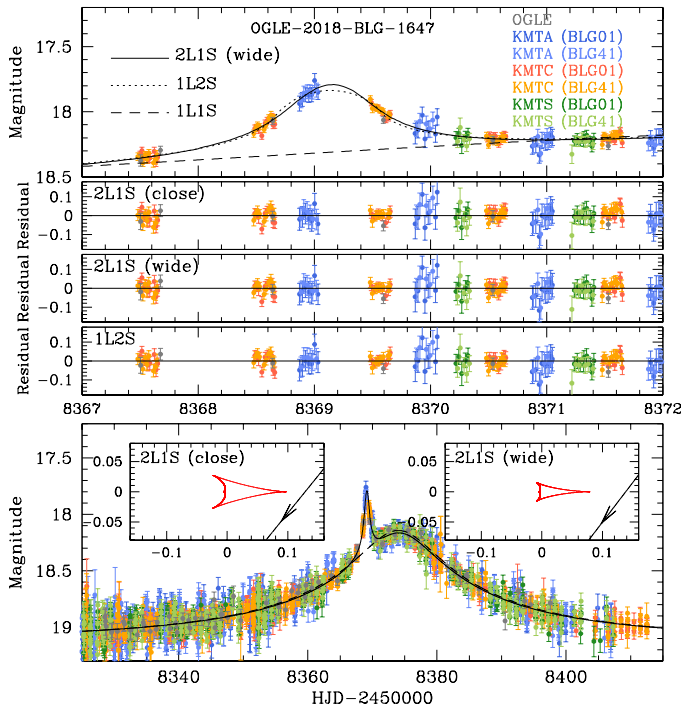 OGLE-2018-BLG-1647
2L1S (wide)
1L2S
1L1S
OGLE
KMTA (BLG01)
KMTA (BLG41)
KMTC (BLG01)
KMTC (BLG41)
KMTS (BLG01)
KMTS (BLG41)
Magnitude
17.5
18
18.5
2L1S (close)
Residual
0.1
0
-0.1
2L1S (wide)
Residual
0.1
0
-0.1
1L2S
Residual
0.1
0
-0.1
8367 8368 8369 8370 8371 8372
2L1S (close)
0.05
0
-0.05
-0.1 0 0.1
2L1S (wide)
0.05
0
-0.05
-0.1 0 0.1
Magnitude
17.5
18
18.5
19
8340 8360 8380 8400
HJD-2450000